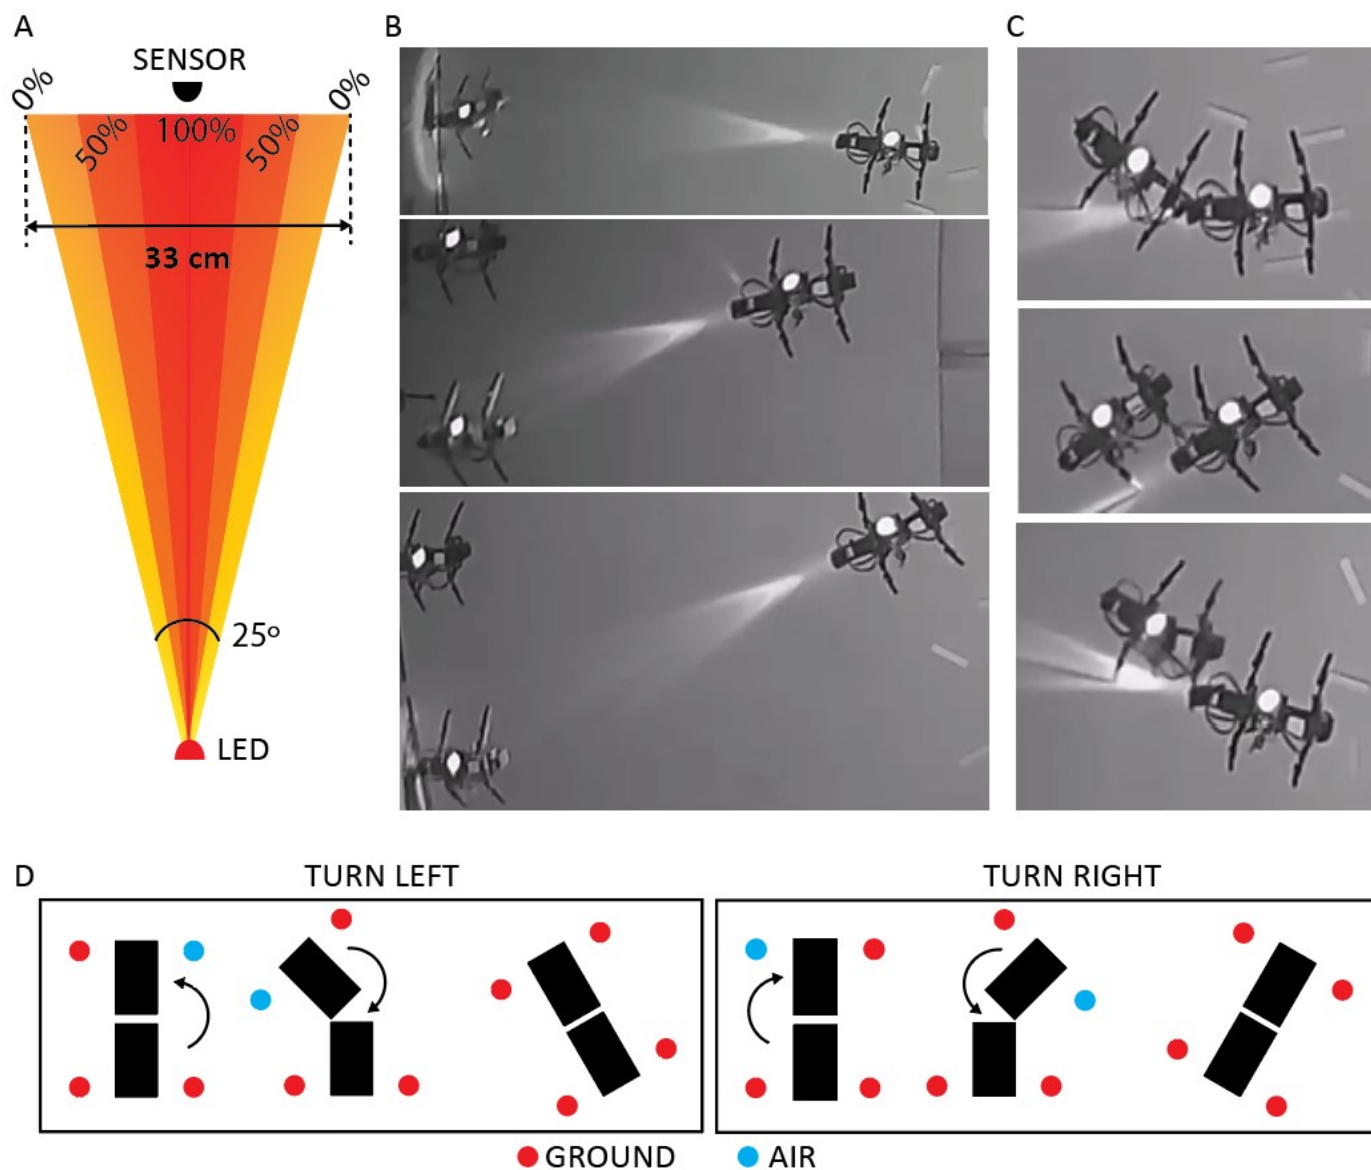 A
B
C
SENSOR
0%
0%
50%
100%
50%
33 cm
25°
LED
D
TURN LEFT
TURN RIGHT
GROUND
AIR